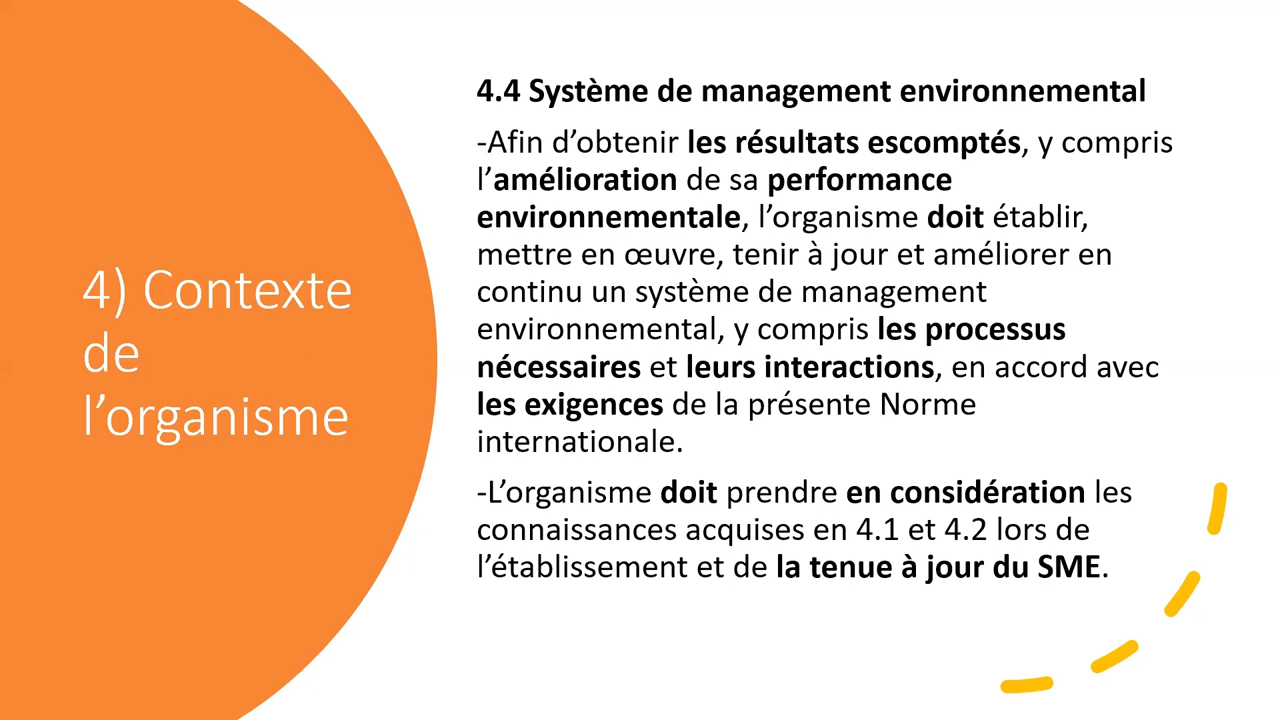 4) Contexte
de
l’organisme
4.4 Système de management environnemental
-Afin d’obtenir les résultats escomptés, y compris
l’amélioration de sa performance
environnementale, l’organisme doit établir,
mettre en œuvre, tenir à jour et améliorer en
continu un système de management
environnemental, y compris les processus
nécessaires et leurs interactions, en accord avec
les exigences de la présente Norme
internationale.
-L’organisme doit prendre en considération les
connaissances acquises en 4.1 et 4.2 lors de
l’établissement et de la tenue à jour du SME.